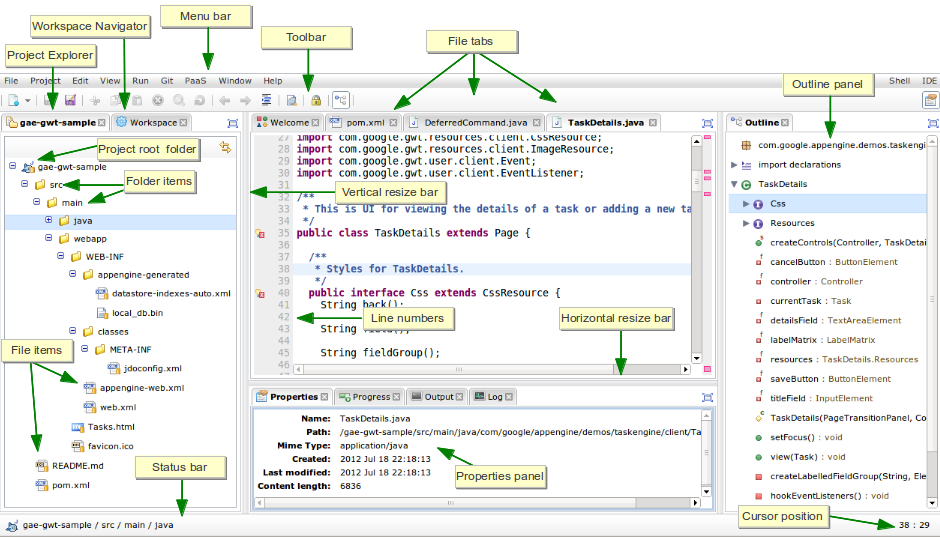 Menu bar
Workspace Navigator
Toolbar
File tabs
Project Explorer
Outline panel
File Project Edit View Run Git PaaS Window Help Shell IDE
gae-gwt-sample Workspace
Welcome pom.xml DeferredCommand.java TaskDetails.java
Outline
Project root folder
gae-gwt-sample
src
Folder items
main
java
webapp
WEB-INF
appengine-generated
datastore-indexes-auto.xml
local_db.bin
classes
META-INF
jdoconfig.xml
File items
appengine-web.xml
web.xml
Tasks.html
favicon.ico
README.md
pom.xml
Status bar
27 import com.google.gwt.resources.client.CssResource;
28 import com.google.gwt.resources.client.ImageResource;
29 import com.google.gwt.user.client.Event;
30 import com.google.gwt.user.client.EventListener;
31
Vertical resize bar
32 /**
33 * This is UI for viewing the details of a task or adding a new ta
34 */
35 public class TaskDetails extends Page {
36
37 /**
38 * Styles for TaskDetails.
39 */
40 public interface Css extends CssResource {
41 String back();
42
Line numbers
Horizontal resize bar
43 String field();
44
45 String fieldGroup();
46
Properties Progress Output Log
Name: TaskDetails.java
Path: /gae-gwt-sample/src/main/java/com/google/appengine/demos/taskengine/client/Ta
Mime Type: application/java
Created: 2012 Jul 18 22:18:13
Last modified: 2012 Jul 18 22:18:13
Content length: 6836
Properties panel
com.google.appengine.demos.taskengin
import declarations
TaskDetails
Css
Resources
createControls(Controller, TaskDetai
cancelButton : ButtonElement
controller : Controller
currentTask : Task
detailsField : TextAreaElement
labelMatrix : LabelMatrix
resources : TaskDetails.Resources
saveButton : ButtonElement
titleField : InputElement
TaskDetails(PageTransitionPanel, Co
setFocus() : void
view(Task) : void
createLabelledFieldGroup(String, Ele
hookEventListeners() : void
Cursor position
gae-gwt-sample / src / main / java
38 : 29